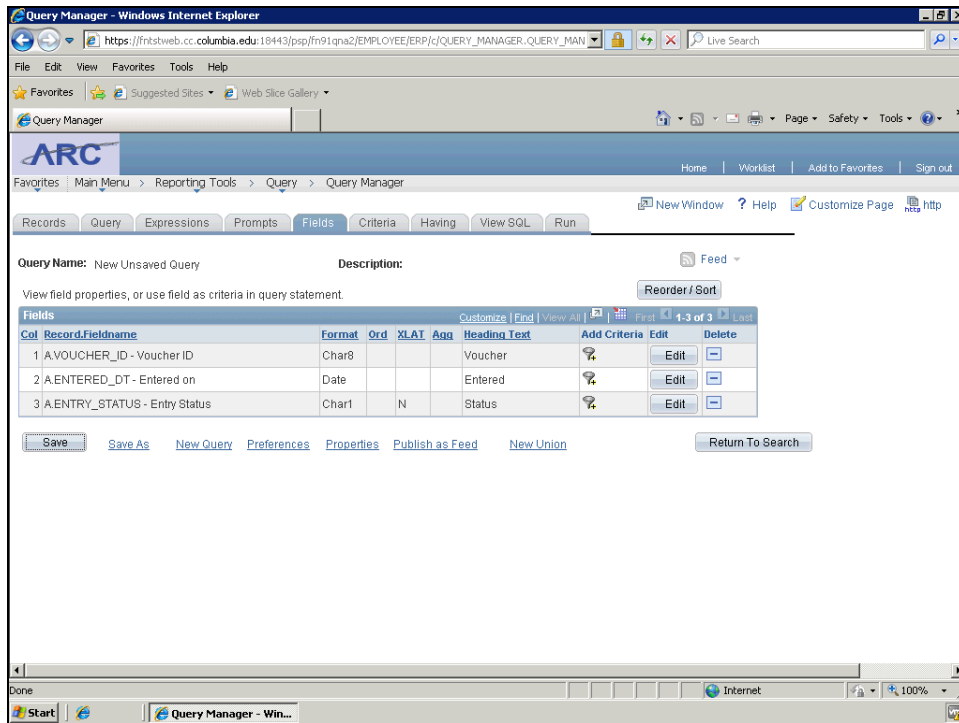 Query Manager - Windows Internet Explorer
https://fntstweb.cc.columbia.edu:18443/psp/fn91qna2/EMPLOYEE/ERP/c/QUERY_MANAGER.QUERY_MAN
Live Search
File Edit View Favorites Tools Help
Favorites Suggested Sites Web Slice Gallery
Query Manager
Page Safety Tools
ARC
Home | Worklist | Add to Favorites | Sign out
Favorites Main Menu > Reporting Tools > Query > Query Manager
New Window ? Help Customize Page http
Records Query Expressions Prompts Fields Criteria Having View SQL Run
Query Name: New Unsaved Query Description: Feed
View field properties, or use field as criteria in query statement. Reorder / Sort
Fields Customize | Find | View All | | First 1-3 of 3 Last
Col Record.Fieldname Format Ord XLAT Agg Heading Text Add Criteria Edit Delete
1 A.VOUCHER_ID - Voucher ID Char8 Voucher Edit
2 A.ENTERED_DT - Entered on Date Entered Edit
3 A.ENTRY_STATUS - Entry Status Char1 N Status Edit
Save Save As New Query Preferences Properties Publish as Feed New Union Return To Search
Done Internet 100%
Start Query Manager - Win...